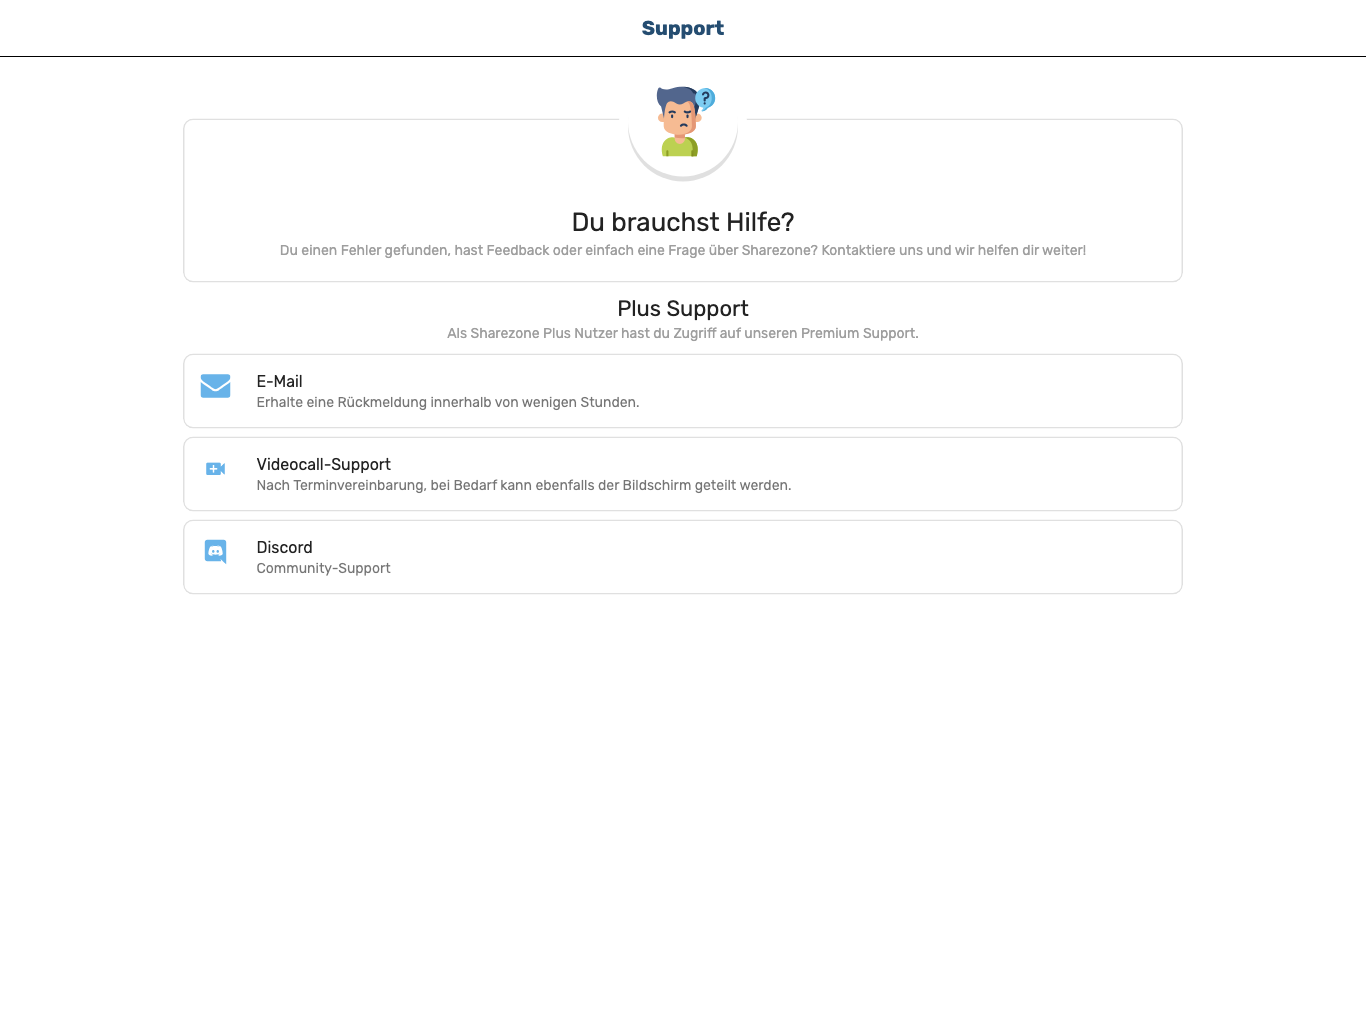 Support
?
Du brauchst Hilfe?
Du einen Fehler gefunden, hast Feedback oder einfach eine Frage über Sharezone? Kontaktiere uns und wir helfen dir weiter!
Plus Support
Als Sharezone Plus Nutzer hast du Zugriff auf unseren Premium Support.
E-Mail
Erhalte eine Rückmeldung innerhalb von wenigen Stunden.
Videocall-Support
Nach Terminvereinbarung, bei Bedarf kann ebenfalls der Bildschirm geteilt werden.
Discord
Community-Support